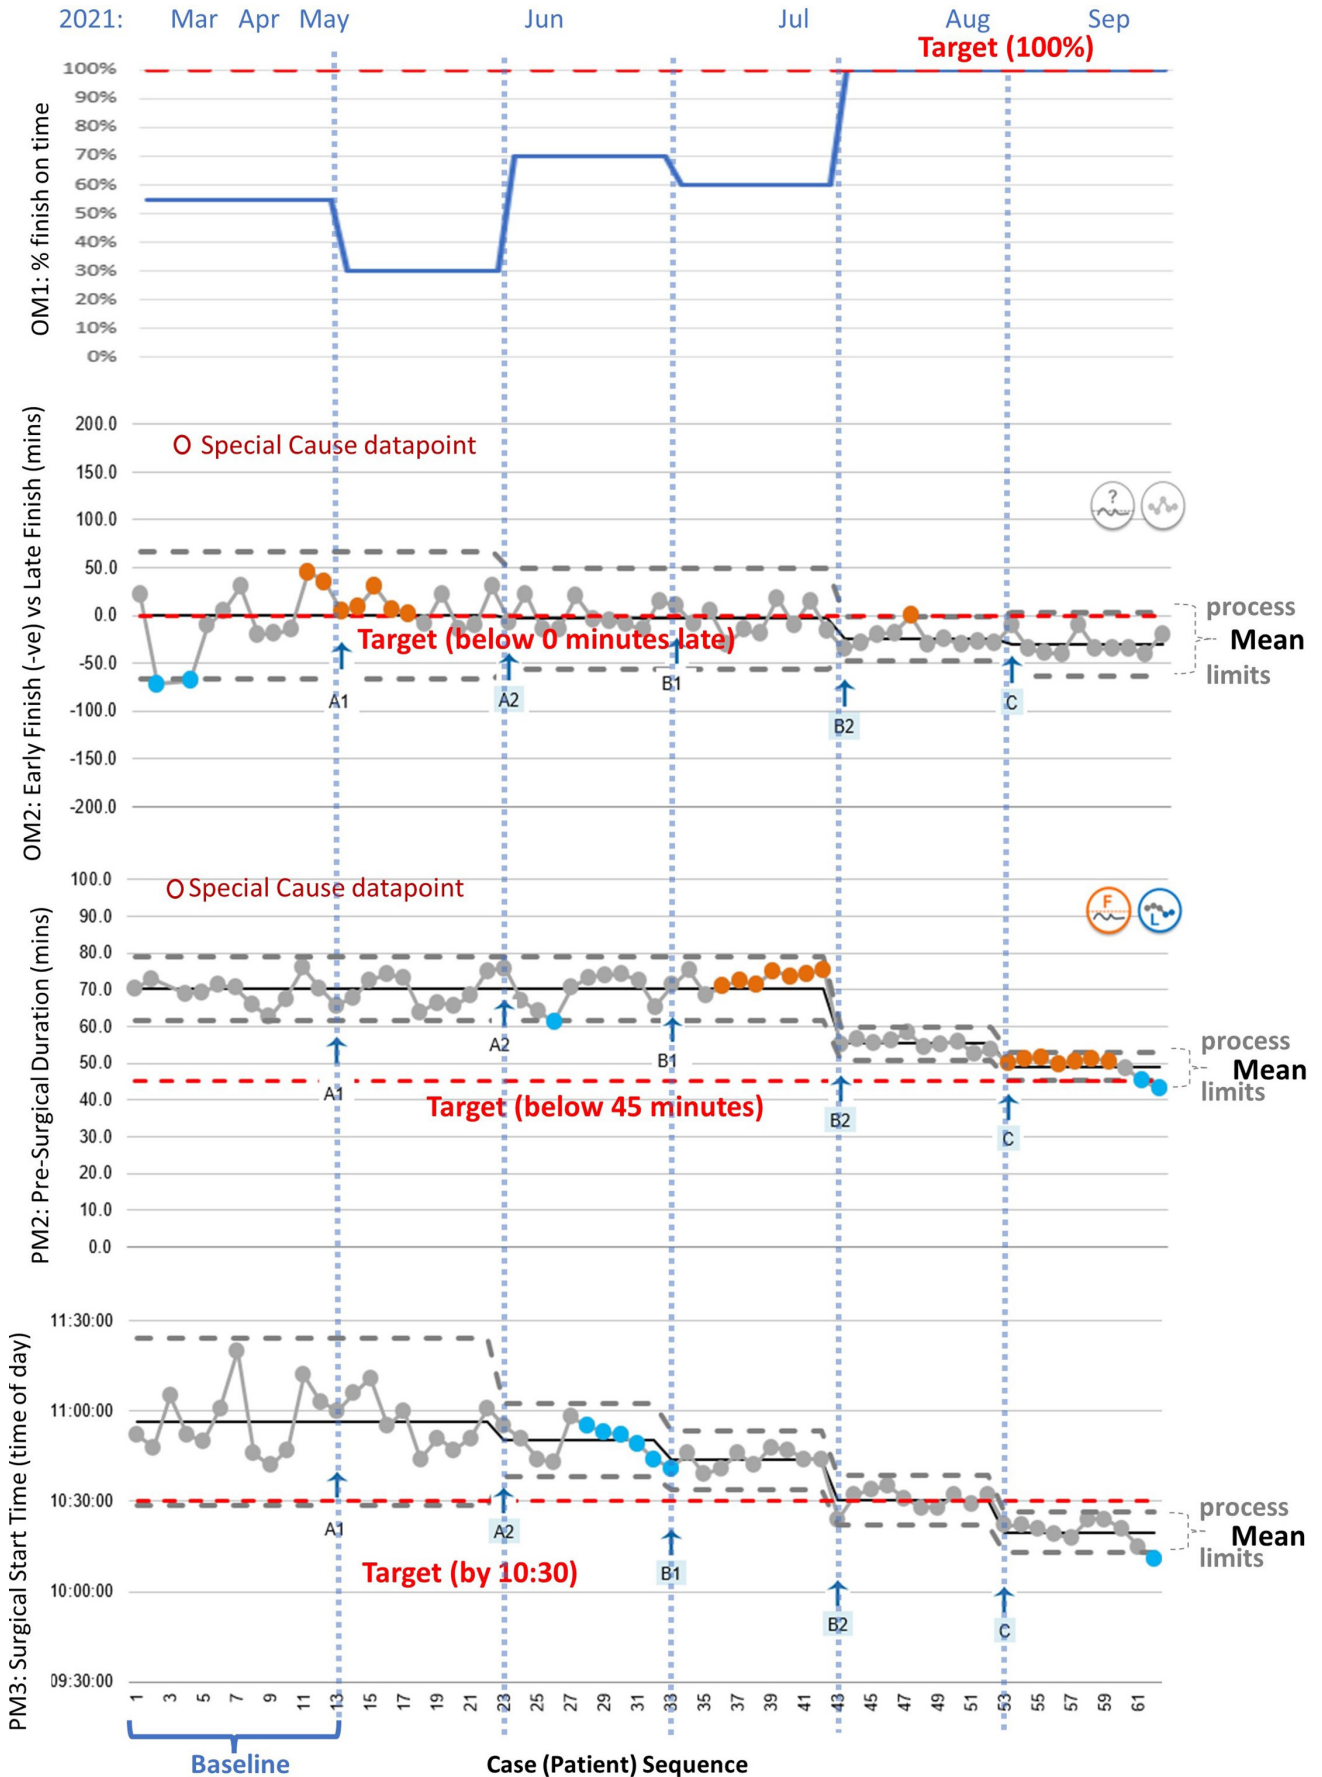 2021: Mar Apr May Jun Jul Aug Sep
Target (100%)
OM1: % finish on time
100%
90%
80%
70%
60%
50%
40%
30%
20%
10%
0%
OM2: Early Finish (-ve) vs Late Finish (mins)
200.0
150.0
100.0
50.0
0.0
-50.0
-100.0
-150.0
-200.0
Special Cause datapoint
?
Target (below 0 minutes late)
A1
A2
B1
B2
C
process
Mean
limits
PM2: Pre-Surgical Duration (mins)
100.0
90.0
80.0
70.0
60.0
50.0
40.0
30.0
20.0
10.0
0.0
Special Cause datapoint
F
L
A1
A2
B1
B2
C
Target (below 45 minutes)
process
Mean
limits
PM3: Surgical Start Time (time of day)
11:30:00
11:00:00
10:30:00
10:00:00
09:30:00
A1
A2
B1
B2
C
Target (by 10:30)
process
Mean
limits
1 3 5 7 9 11 13 15 17 19 21 23 25 27 29 31 33 35 37 39 41 43 45 47 49 51 53 55 57 59 61
Baseline
Case (Patient) Sequence